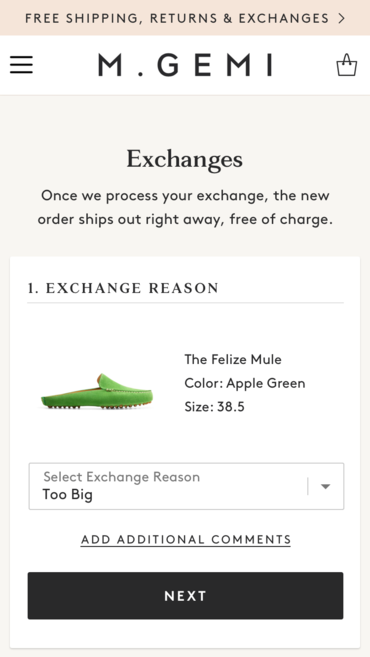 FREE SHIPPING, RETURNS & EXCHANGES
M.GEMI
Exchanges
Once we process your exchange, the new
order ships out right away, free of charge.
1. EXCHANGE REASON
The Felize Mule
Color: Apple Green
Size: 38.5
Select Exchange Reason
Too Big
ADD ADDITIONAL COMMENTS
NEXT